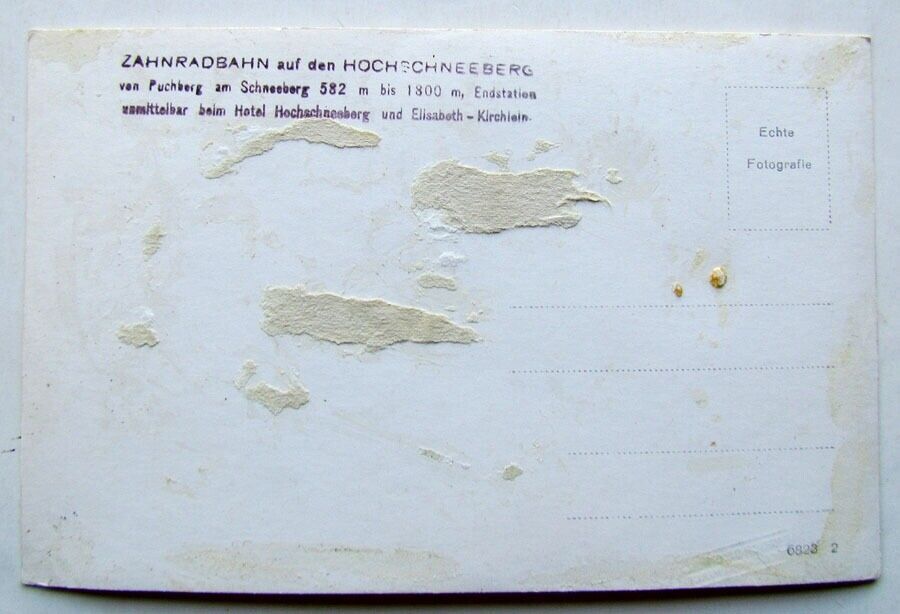 ZAHNRADBAHN auf den HOCHSCHNEEBERG
von Puchberg am Schneeberg 582 m bis 1800 m, Endstation
unmittelbar beim Hotel Hochschneeberg und Elisabeth - Kirchlein.
Echte
Fotografie
6823 2